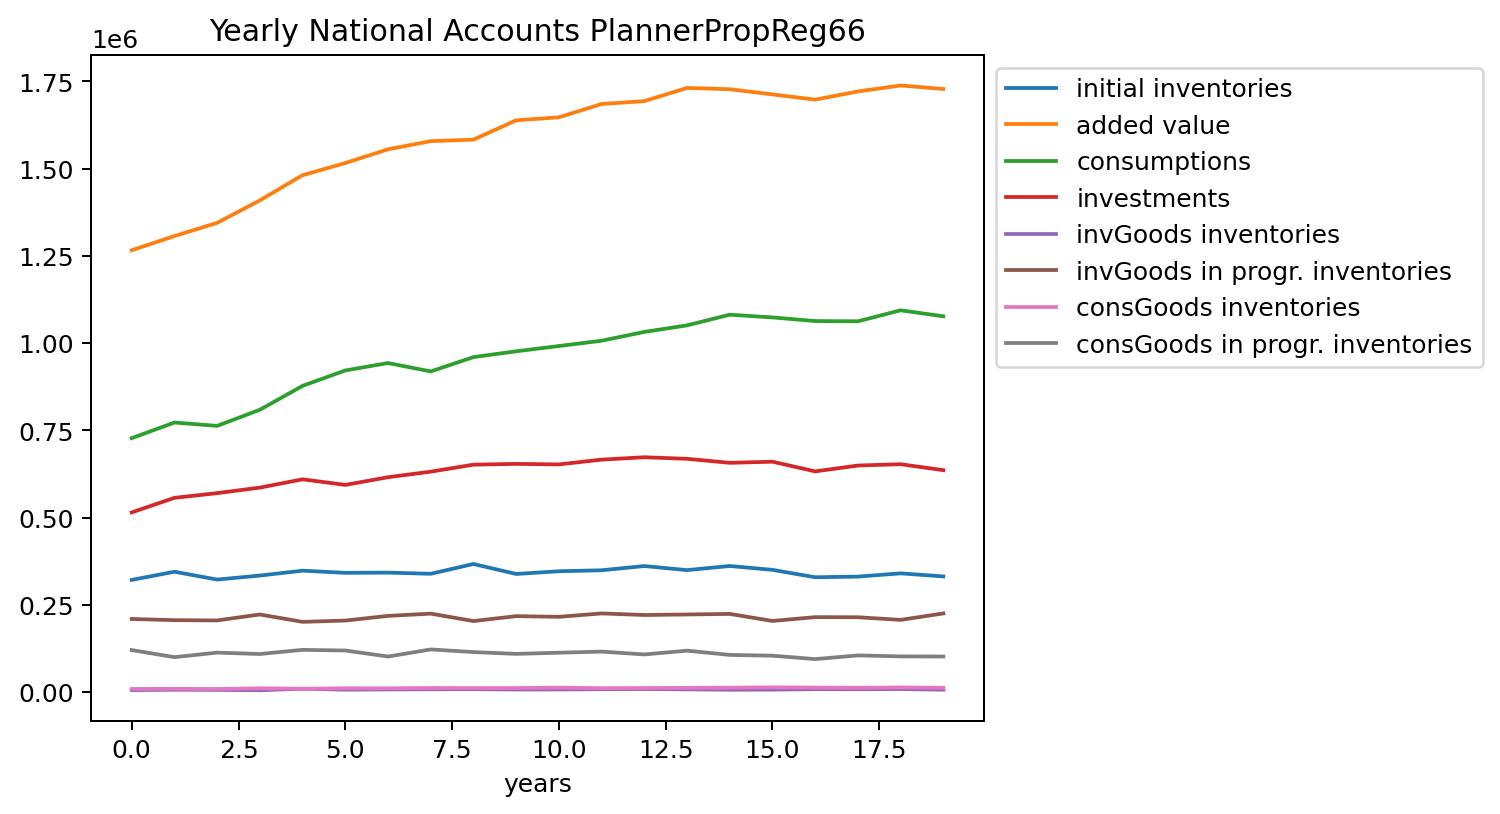 Yearly National Accounts PlannerPropReg66
1e6
1.75
1.50
1.25
1.00
0.75
0.50
0.25
0.00
0.0 2.5 5.0 7.5 10.0 12.5 15.0 17.5
years
initial inventories
added value
consumptions
investments
invGoods inventories
invGoods in progr. inventories
consGoods inventories
consGoods in progr. inventories